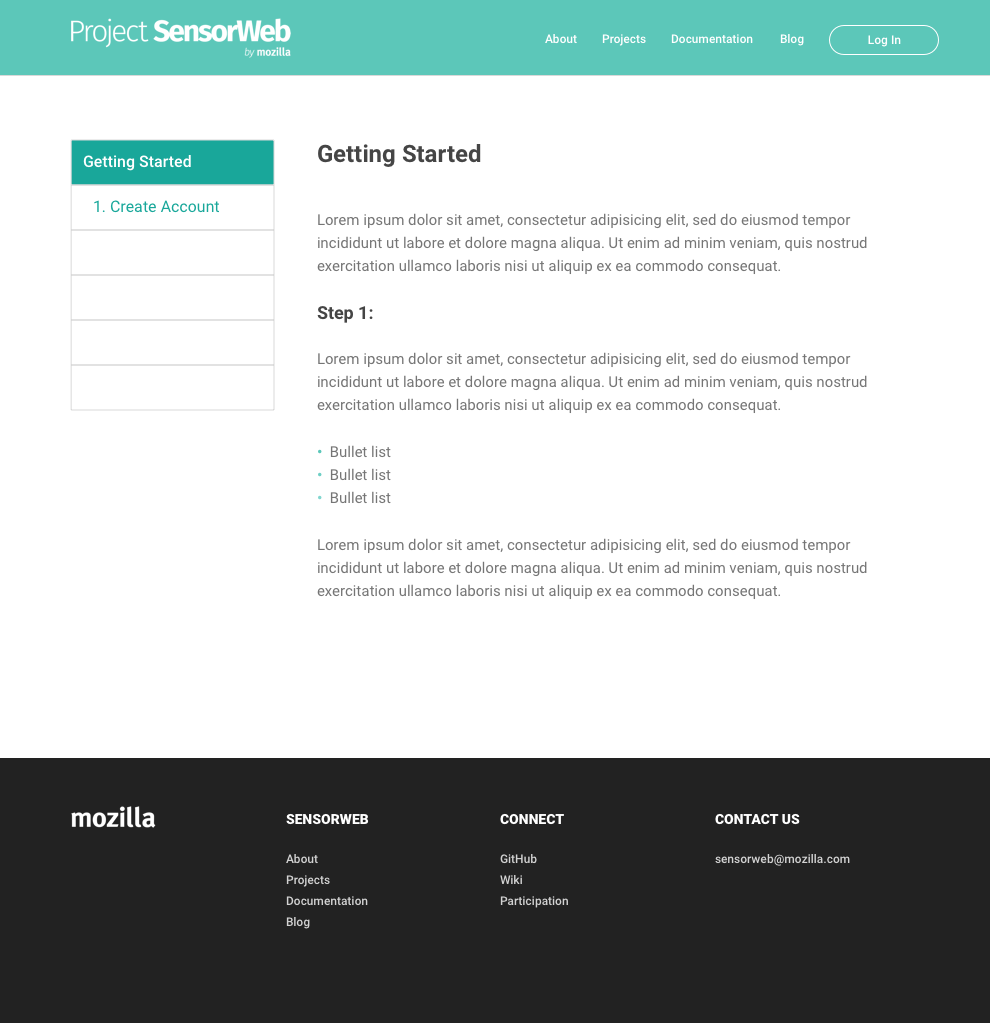 Project SensorWeb
by mozilla
About Projects Documentation Blog Log In
Getting Started
1. Create Account
Getting Started
Lorem ipsum dolor sit amet, consectetur adipisicing elit, sed do eiusmod tempor
incididunt ut labore et dolore magna aliqua. Ut enim ad minim veniam, quis nostrud
exercitation ullamco laboris nisi ut aliquip ex ea commodo consequat.
Step 1:
Lorem ipsum dolor sit amet, consectetur adipisicing elit, sed do eiusmod tempor
incididunt ut labore et dolore magna aliqua. Ut enim ad minim veniam, quis nostrud
exercitation ullamco laboris nisi ut aliquip ex ea commodo consequat.
• Bullet list
• Bullet list
• Bullet list
Lorem ipsum dolor sit amet, consectetur adipisicing elit, sed do eiusmod tempor
incididunt ut labore et dolore magna aliqua. Ut enim ad minim veniam, quis nostrud
exercitation ullamco laboris nisi ut aliquip ex ea commodo consequat.
mozilla
SENSORWEB
About
Projects
Documentation
Blog
CONNECT
GitHub
Wiki
Participation
CONTACT US
sensorweb@mozilla.com